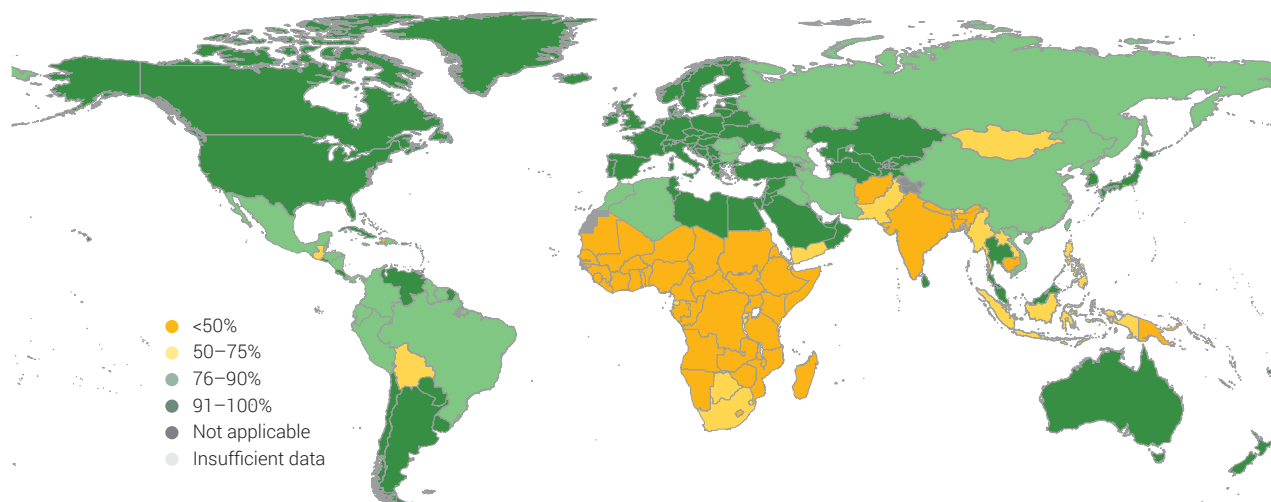 <50%
50–75%
76–90%
91–100%
Not applicable
Insufficient data